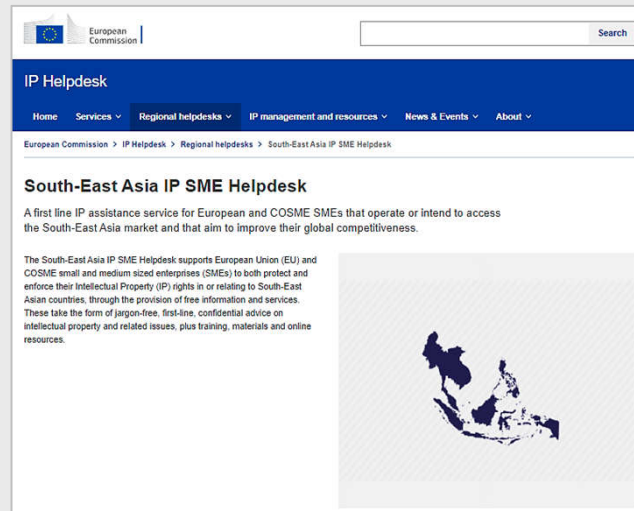 European
Commission
Search
IP Helpdesk
Home Services Regional helpdesks IP management and resources News & Events About
European Commission > IP Helpdesk > Regional helpdesks > South-East Asia IP SME Helpdesk
South-East Asia IP SME Helpdesk
A first line IP assistance service for European and COSME SMEs that operate or intend to access
the South-East Asia market and that aim to improve their global competitiveness.
The South-East Asia IP SME Helpdesk supports European Union (EU) and
COSME small and medium sized enterprises (SMEs) to both protect and
enforce their Intellectual Property (IP) rights in or relating to South-East
Asian countries, through the provision of free information and services.
These take the form of jargon-free, first-line, confidential advice on
intellectual property and related issues, plus training, materials and online
resources.